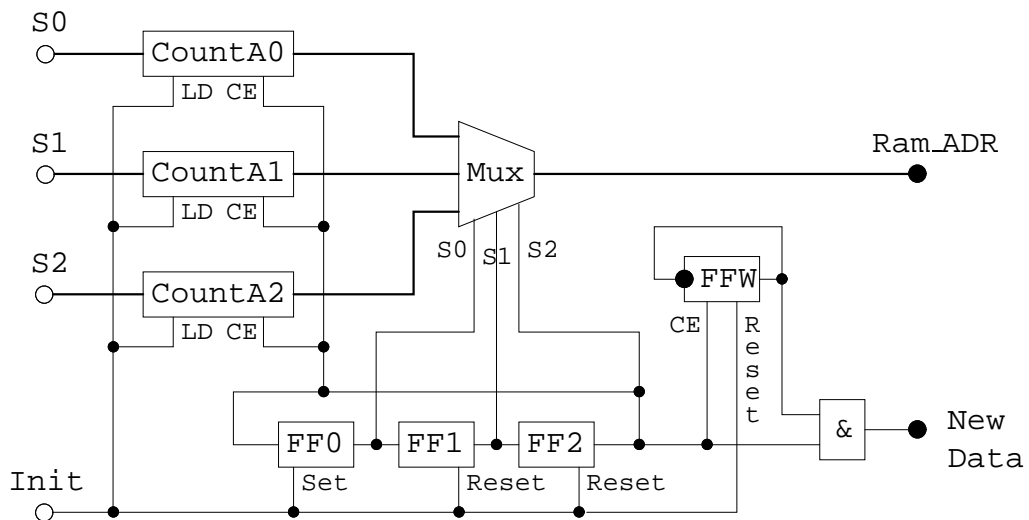 S0
CountA0
LD CE
S1
CountA1
LD CE
Mux
Ram_ADR
S0
S1
S2
S2
CountA2
LD CE
FFW
CE
Reset
FF0
FF1
FF2
&
New
Data
Set
Reset
Reset
Init